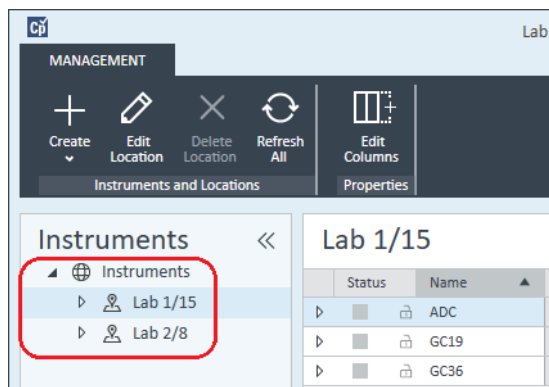 Cp
Lab
MANAGEMENT
Create
Edit
Location
Delete
Location
Refresh
All
Edit
Columns
Instruments and Locations
Properties
Instruments
Instruments
Lab 1/15
Lab 2/8
Lab 1/15
Status Name
ADC
GC19
GC36